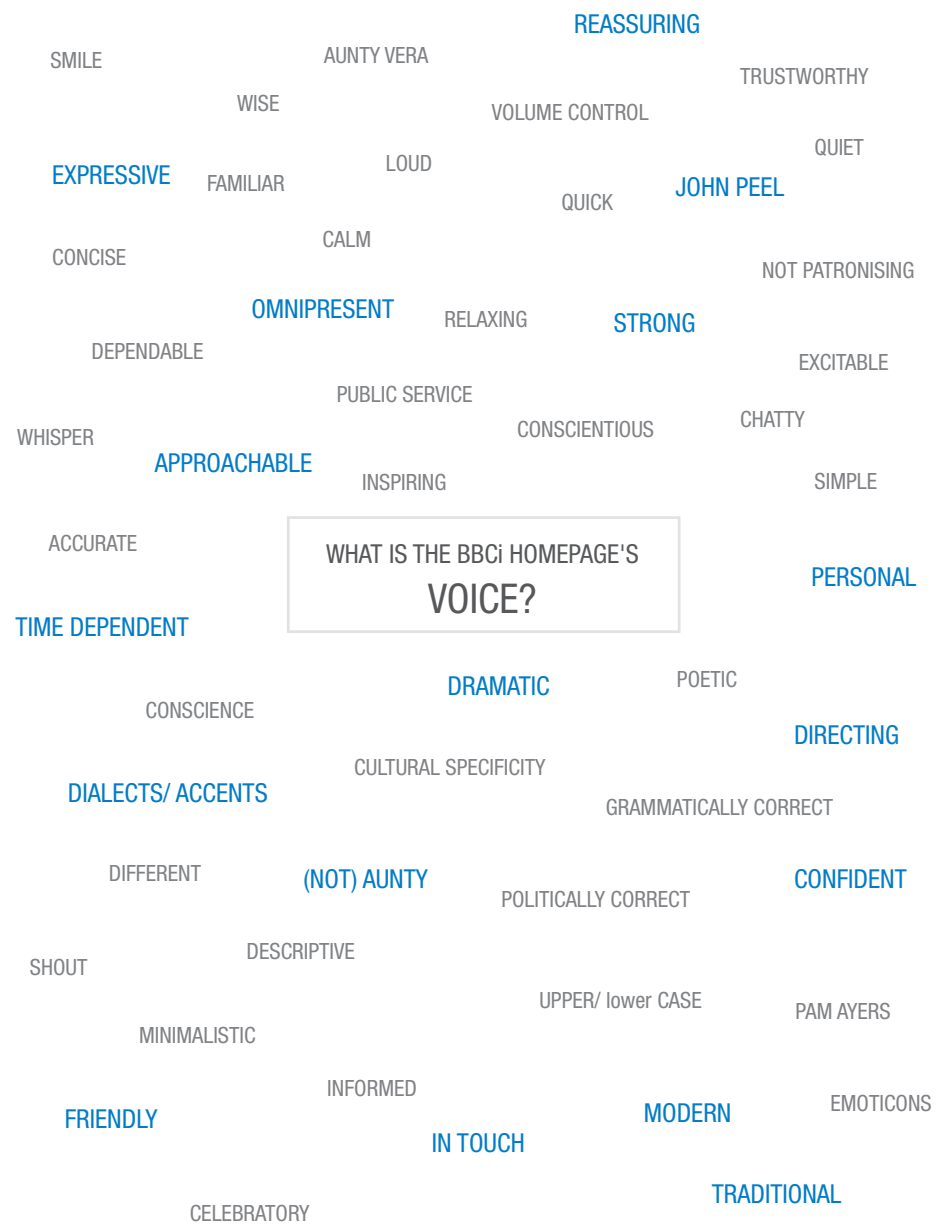 REASSURING
SMILE
AUNTY VERA
TRUSTWORTHY
WISE
VOLUME CONTROL
QUIET
LOUD
EXPRESSIVE
FAMILIAR
JOHN PEEL
QUICK
CALM
CONCISE
NOT PATRONISING
OMNIPRESENT
RELAXING
STRONG
DEPENDABLE
EXCITABLE
PUBLIC SERVICE
CHATTY
CONSCIENTIOUS
WHISPER
APPROACHABLE
INSPIRING
SIMPLE
ACCURATE
WHAT IS THE BBCi HOMEPAGE'S
VOICE?
PERSONAL
TIME DEPENDENT
DRAMATIC
POETIC
CONSCIENCE
DIRECTING
CULTURAL SPECIFICITY
DIALECTS/ ACCENTS
GRAMMATICALLY CORRECT
DIFFERENT
(NOT) AUNTY
CONFIDENT
POLITICALLY CORRECT
DESCRIPTIVE
SHOUT
UPPER/ lower CASE
PAM AYERS
MINIMALISTIC
INFORMED
EMOTICONS
FRIENDLY
MODERN
IN TOUCH
TRADITIONAL
CELEBRATORY